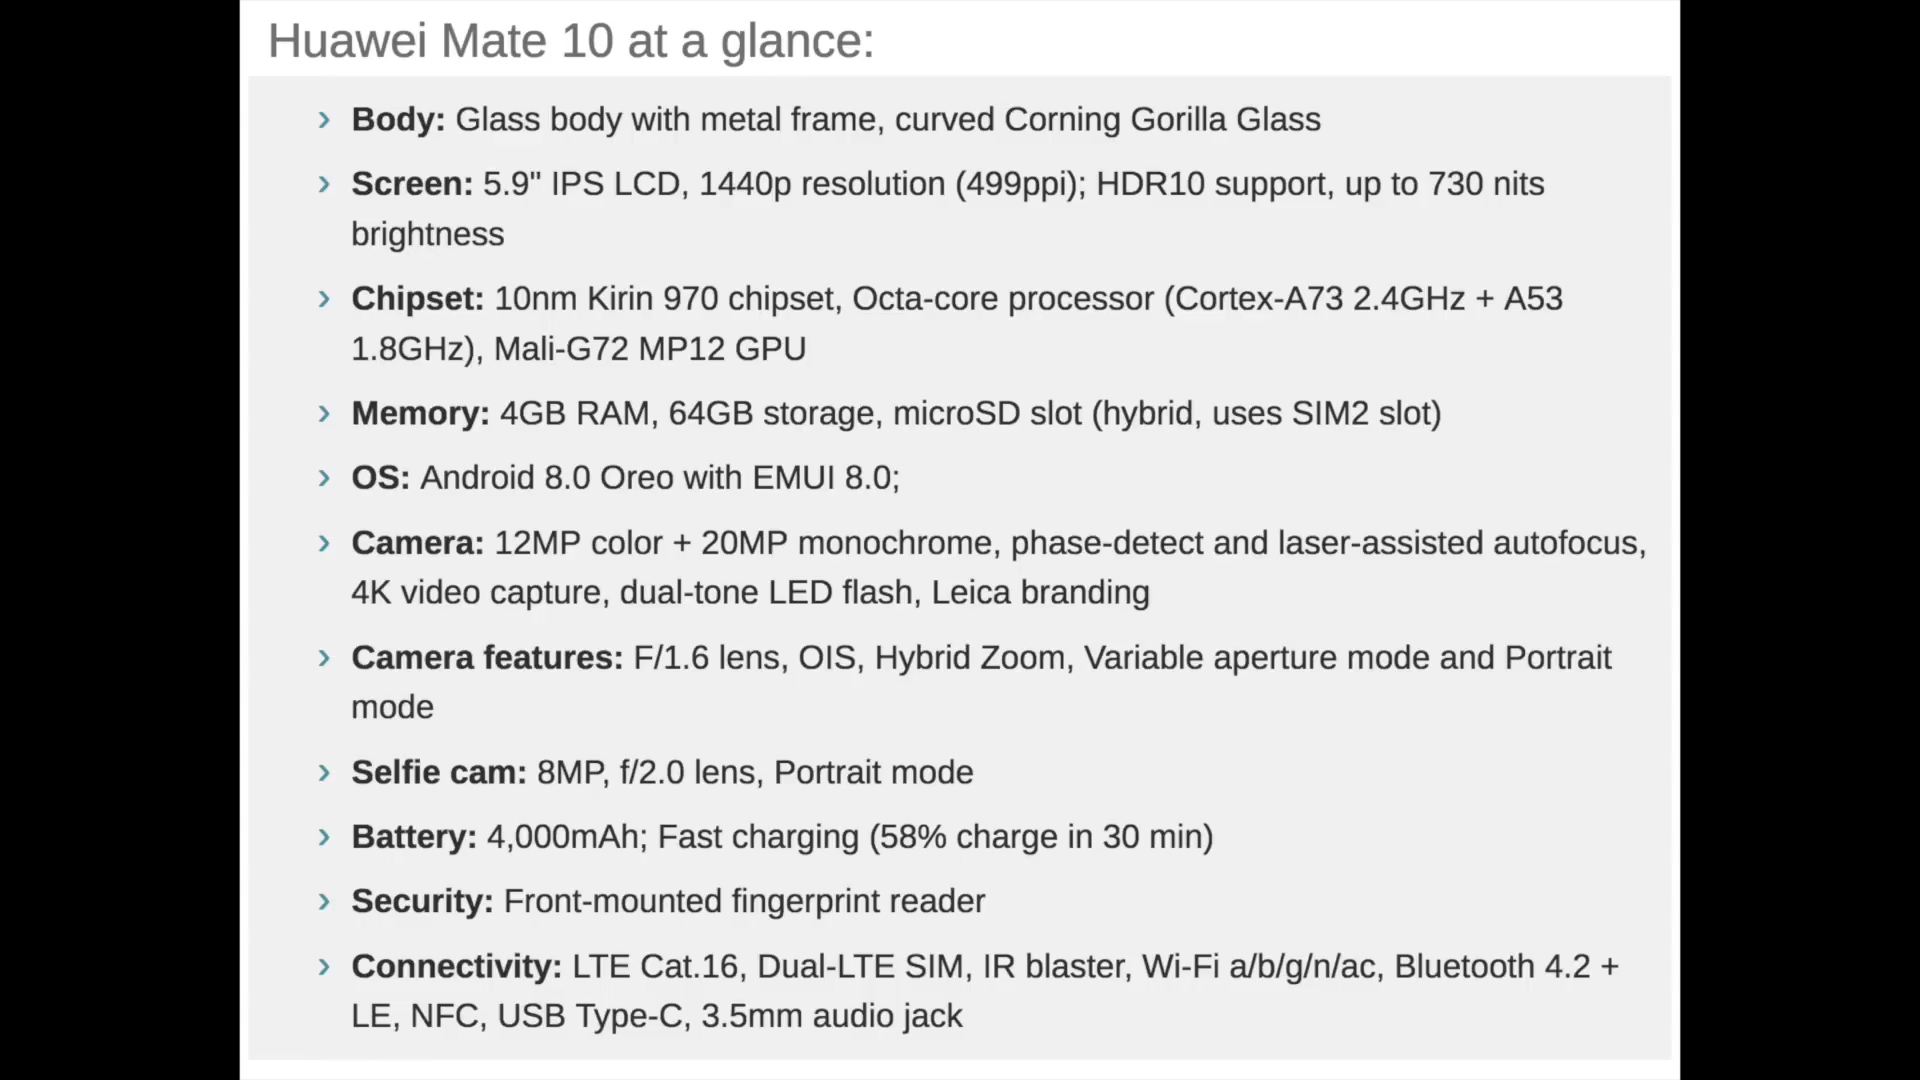 Huawei Mate 10 at a glance:
› Body: Glass body with metal frame, curved Corning Gorilla Glass
› Screen: 5.9" IPS LCD, 1440p resolution (499ppi); HDR10 support, up to 730 nits
brightness
› Chipset: 10nm Kirin 970 chipset, Octa-core processor (Cortex-A73 2.4GHz + A53
1.8GHz), Mali-G72 MP12 GPU
› Memory: 4GB RAM, 64GB storage, microSD slot (hybrid, uses SIM2 slot)
› OS: Android 8.0 Oreo with EMUI 8.0;
› Camera: 12MP color + 20MP monochrome, phase-detect and laser-assisted autofocus,
4K video capture, dual-tone LED flash, Leica branding
› Camera features: F/1.6 lens, OIS, Hybrid Zoom, Variable aperture mode and Portrait
mode
› Selfie cam: 8MP, f/2.0 lens, Portrait mode
› Battery: 4,000mAh; Fast charging (58% charge in 30 min)
› Security: Front-mounted fingerprint reader
› Connectivity: LTE Cat.16, Dual-LTE SIM, IR blaster, Wi-Fi a/b/g/n/ac, Bluetooth 4.2 +
LE, NFC, USB Type-C, 3.5mm audio jack